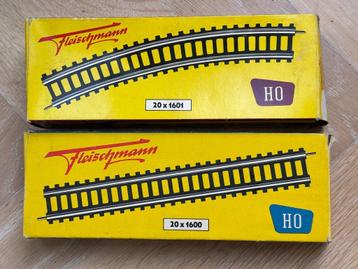 Fleischmann
20 x 1601
HO
Fleischmann
20 x 1600
HO